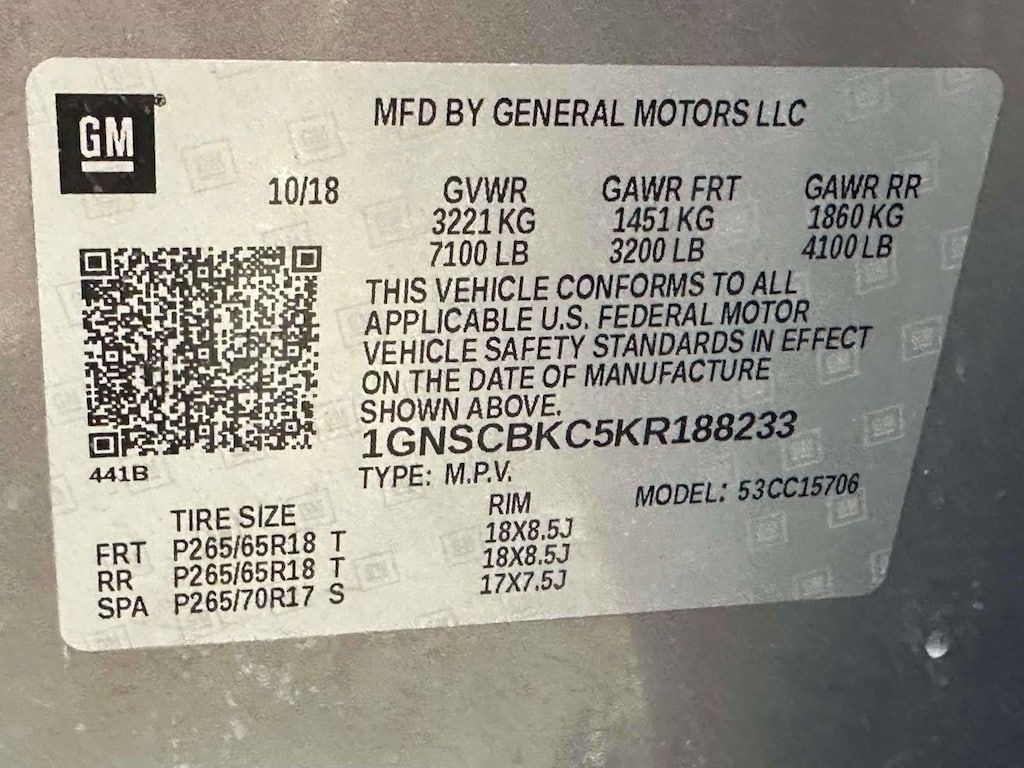 GM
MFD BY GENERAL MOTORS LLC
10/18 GVWR GAWR FRT GAWR RR
3221 KG 1451 KG 1860 KG
7100 LB 3200 LB 4100 LB
THIS VEHICLE CONFORMS TO ALL
APPLICABLE U.S. FEDERAL MOTOR
VEHICLE SAFETY STANDARDS IN EFFECT
ON THE DATE OF MANUFACTURE
SHOWN ABOVE.
1GNSCBKC5KR188233
441B
TYPE: M.P.V. MODEL: 53CC15706
TIRE SIZE RIM
FRT P265/65R18 T 18X8.5J
RR P265/65R18 T 18X8.5J
SPA P265/70R17 S 17X7.5J